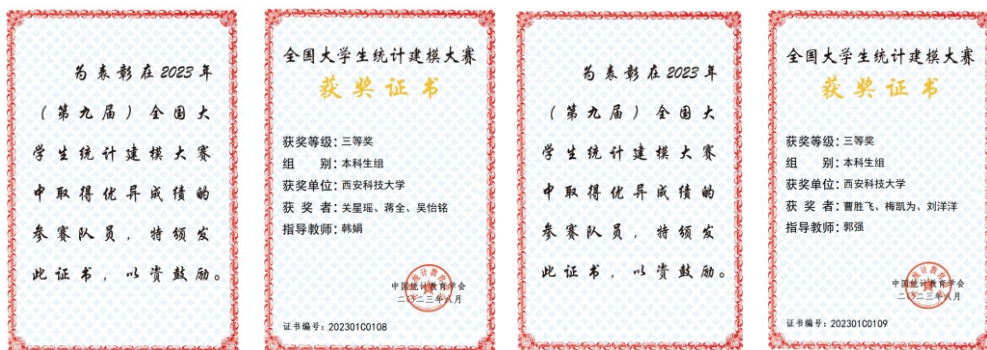 为表彰在2023年
（第九届）全国大
学生统计建模大赛
中取得优异成绩的
参赛队员，特颁发
此证书，以资鼓励。
全国大学生统计建模大赛
获奖证书
获奖等级：三等奖
组 别：本科生组
获奖单位：西安科技大学
获 奖 者：关星瑶、蒋全、吴怡铭
指导教师：韩娟
中国统计教育学会
二〇二三年八月
证书编号：202301C0108
为表彰在2023年
（第九届）全国大
学生统计建模大赛
中取得优异成绩的
参赛队员，特颁发
此证书，以资鼓励。
全国大学生统计建模大赛
获奖证书
获奖等级：三等奖
组 别：本科生组
获奖单位：西安科技大学
获 奖 者：曹胜飞、梅凯为、刘洋洋
指导教师：郭强
中国统计教育学会
二〇二三年八月
证书编号：202301C0109